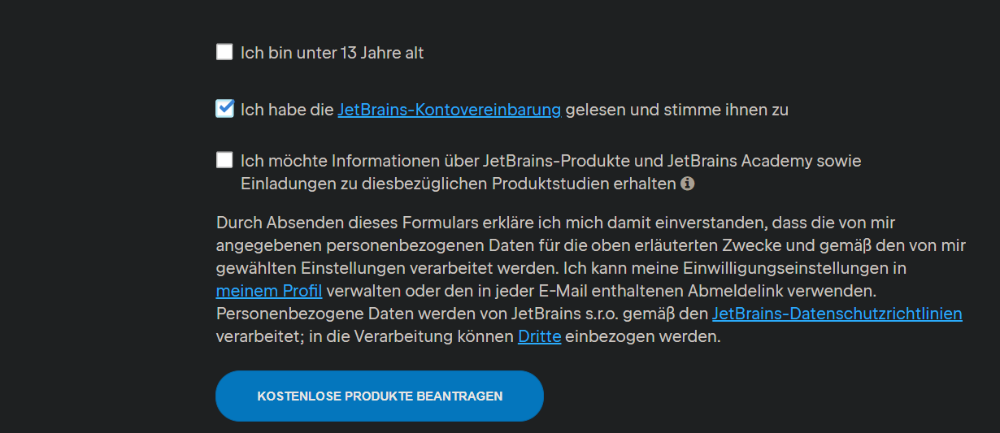 Ich bin unter 13 Jahre alt
Ich habe die JetBrains-Kontovereinbarung gelesen und stimme ihnen zu
Ich möchte Informationen über JetBrains-Produkte und JetBrains Academy sowie
Einladungen zu diesbezüglichen Produktstudien erhalten
Durch Absenden dieses Formulars erkläre ich mich damit einverstanden, dass die von mir
angegebenen personenbezogenen Daten für die oben erläuterten Zwecke und gemäß den von mir
gewählten Einstellungen verarbeitet werden. Ich kann meine Einwilligungseinstellungen in
meinem Profil verwalten oder den in jeder E-Mail enthaltenen Abmeldelink verwenden.
Personenbezogene Daten werden von JetBrains s.r.o. gemäß den JetBrains-Datenschutzrichtlinien
verarbeitet; in die Verarbeitung können Dritte einbezogen werden.
KOSTENLOSE PRODUKTE BEANTRAGEN